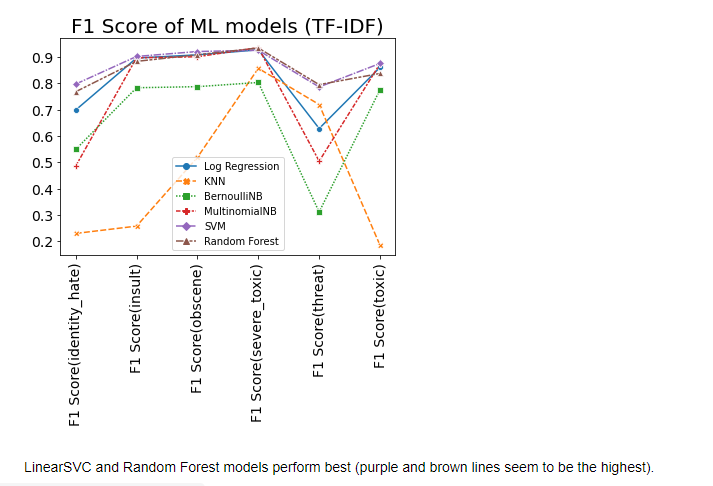 F1 Score of ML models (TF-IDF)
0.9
0.8
0.7
0.6
0.5
0.4
0.3
0.2
Log Regression
KNN
BernoulliNB
MultinomialNB
SVM
Random Forest
F1 Score(identity_hate)
F1 Score(insult)
F1 Score(obscene)
F1 Score(severe_toxic)
F1 Score(threat)
F1 Score(toxic)
LinearSVC and Random Forest models perform best (purple and brown lines seem to be the highest).